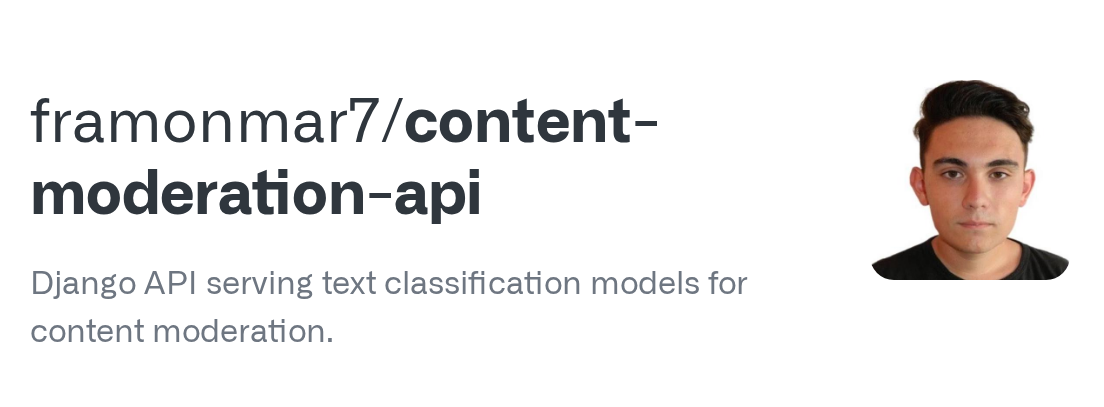 framonmar7/content-
moderation-api
Django API serving text classification models for
content moderation.